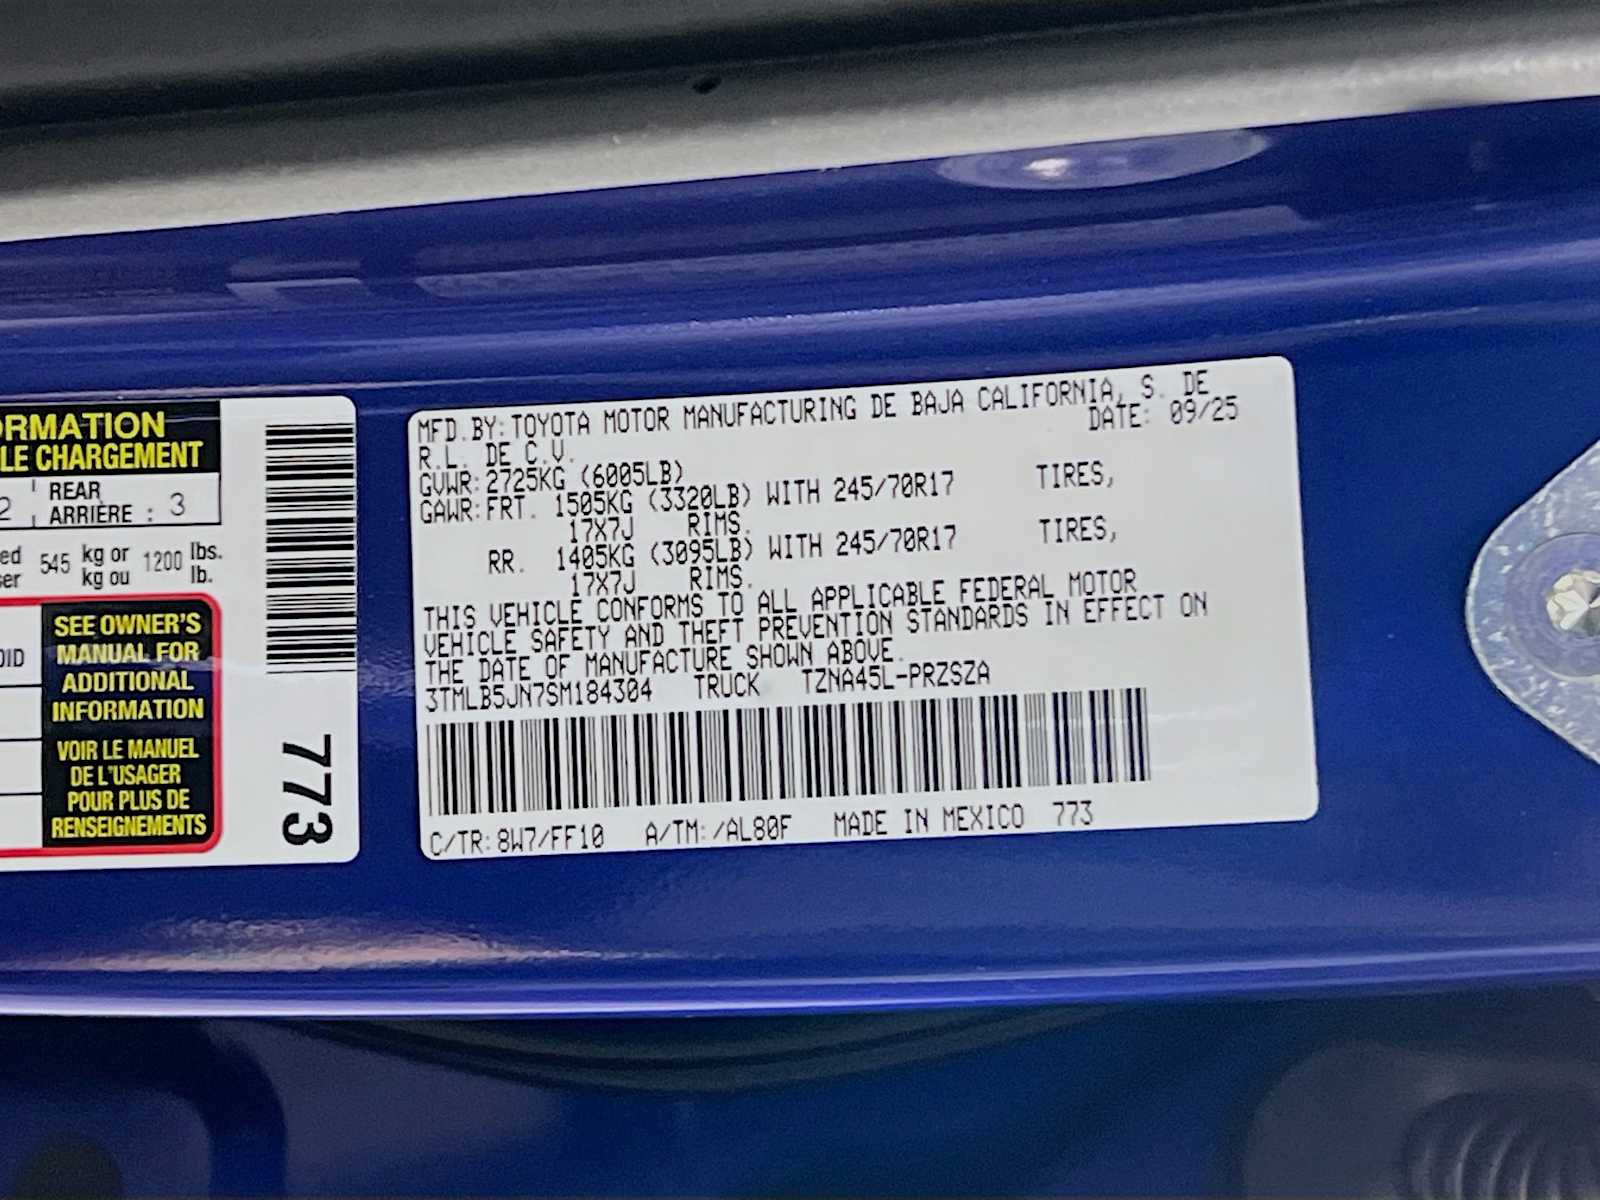 ORMATION
LE CHARGEMENT
2 REAR
ARRIÈRE : 3
ed 545 kg or 1200 lbs.
ser kg ou lb.
OID
SEE OWNER'S
MANUAL FOR
ADDITIONAL
INFORMATION
VOIR LE MANUEL
DE L'USAGER
POUR PLUS DE
RENSEIGNEMENTS
773
MFD.BY:TOYOTA MOTOR MANUFACTURING DE BAJA CALIFORNIA, S. DE
R.L. DE C.V. DATE: 09/25
GVWR:2725KG (6005LB)
GAWR:FRT. 1505KG (3320LB) WITH 245/70R17 TIRES,
17X7J RIMS.
RR. 1405KG (3095LB) WITH 245/70R17 TIRES,
17X7J RIMS.
THIS VEHICLE CONFORMS TO ALL APPLICABLE FEDERAL MOTOR
VEHICLE SAFETY AND THEFT PREVENTION STANDARDS IN EFFECT ON
THE DATE OF MANUFACTURE SHOWN ABOVE.
3TMLB5JN7SM184304 TRUCK TZNA45L-PRZSZA
C/TR:8W7/FF10 A/TM:/AL80F MADE IN MEXICO 773